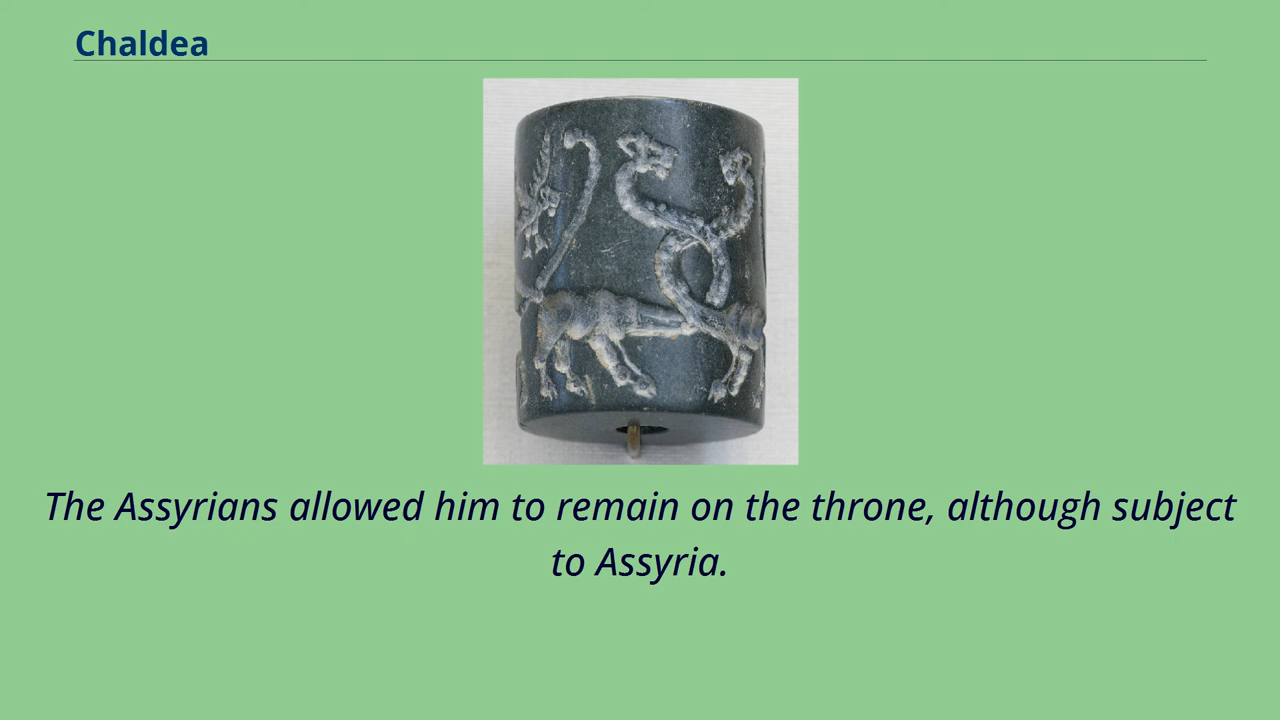 Chaldea
The Assyrians allowed him to remain on the throne, although subject
to Assyria.